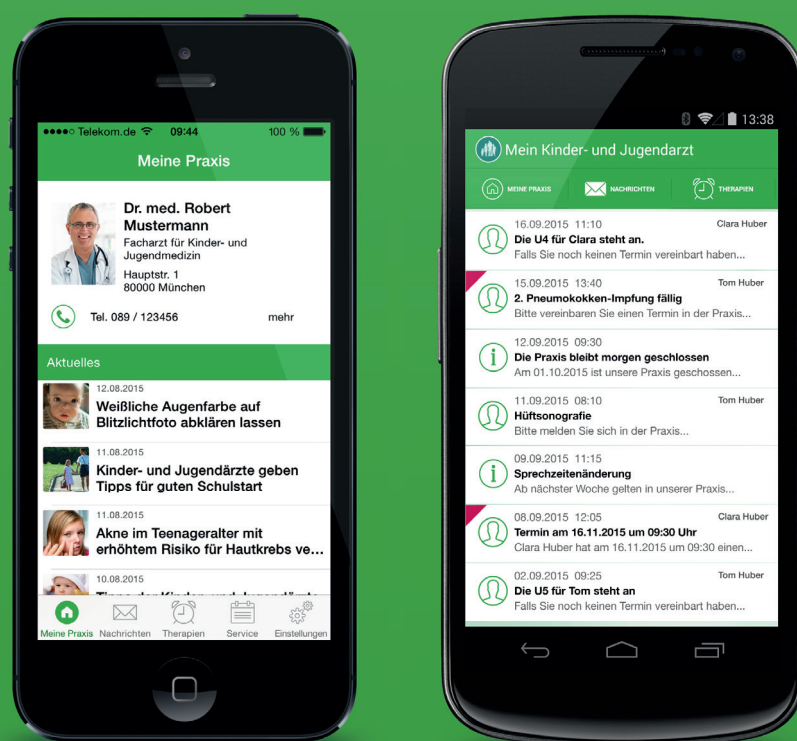 Telekom.de 09:44 100 %
Meine Praxis
Dr. med. Robert
Mustermann
Facharzt für Kinder- und
Jugendmedizin
Hauptstr. 1
80000 München
Tel. 089 / 123456 mehr
Aktuelles
12.08.2015
Weißliche Augenfarbe auf
Blitzlichtfoto abklären lassen
11.08.2015
Kinder- und Jugendärzte geben
Tipps für guten Schulstart
11.08.2015
Akne im Teenageralter mit
erhöhtem Risiko für Hautkrebs ve...
10.08.2015
Tipps der Kinder- und Jugendärzte
Meine Praxis Nachrichten Therapien Service Einstellungen
13:38
Mein Kinder- und Jugendarzt
MEINE PRAXIS NACHRICHTEN THERAPIEN
16.09.2015 11:10 Clara Huber
Die U4 für Clara steht an.
Falls Sie noch keinen Termin vereinbart haben...
15.09.2015 13:40 Tom Huber
2. Pneumokokken-Impfung fällig
Bitte vereinbaren Sie einen Termin in der Praxis...
12.09.2015 09:30
Die Praxis bleibt morgen geschlossen
Am 01.10.2015 ist unsere Praxis geschossen...
11.09.2015 08:10 Tom Huber
Hüftsonografie
Bitte melden Sie sich in der Praxis...
09.09.2015 11:15
Sprechzeitenänderung
Ab nächster Woche gelten in unserer Praxis...
08.09.2015 12:05 Clara Huber
Termin am 16.11.2015 um 09:30 Uhr
Clara Huber hat am 16.11.2015 um 09:30 einen...
02.09.2015 09:25 Tom Huber
Die U5 für Tom steht an
Falls Sie noch keinen Termin vereinbart haben...